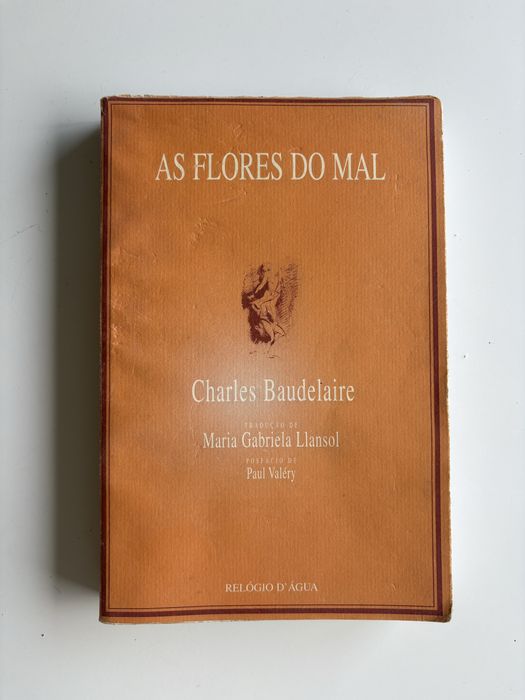 AS FLORES DO MAL
Charles Baudelaire
TRADUÇÃO DE
Maria Gabriela Llansol
POSFÁCIO DE
Paul Valéry
RELÓGIO D'ÁGUA